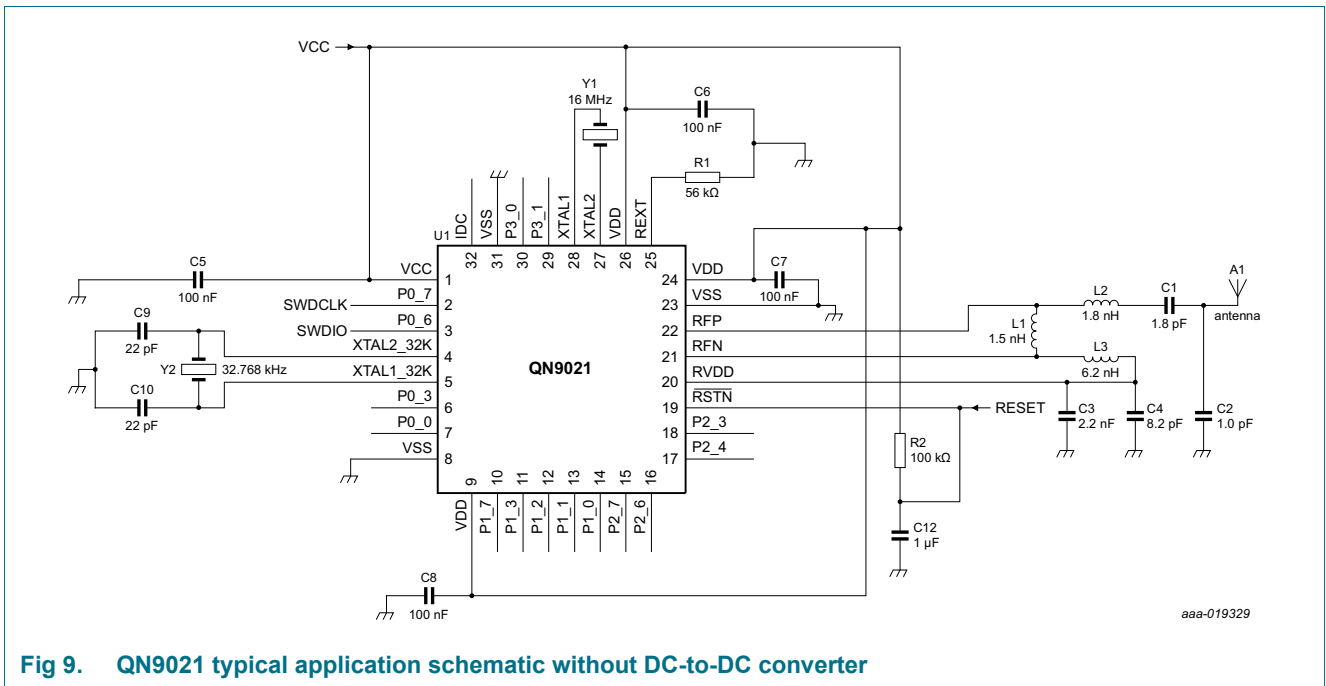 VCC
Y1
16 MHz
C6
100 nF
R1
56 kΩ
IDC
VSS
P3_0
P3_1
XTAL1
XTAL2
VDD
REXT
U1
32
31
30
29
28
27
26
25
C5
100 nF
VCC
1
P0_7
SWDCLK
2
P0_6
SWDIO
3
C9
22 pF
XTAL2_32K
4
Y2
32.768 kHz
XTAL1_32K
5
C10
22 pF
P0_3
6
P0_0
7
VSS
8
QN9021
24
VDD
C7
100 nF
23
VSS
22
RFP
21
RFN
20
RVDD
19
RSTN
RESET
18
P2_3
17
P2_4
L1
1.5 nH
L2
1.8 nH
C1
1.8 pF
A1
antenna
L3
6.2 nH
C3
2.2 nF
C4
8.2 pF
C2
1.0 pF
R2
100 kΩ
C12
1 μF
9
10
11
12
13
14
15
16
VDD
P1_7
P1_3
P1_2
P1_1
P1_0
P2_7
P2_6
C8
100 nF
aaa-019329
Fig 9. QN9021 typical application schematic without DC-to-DC converter